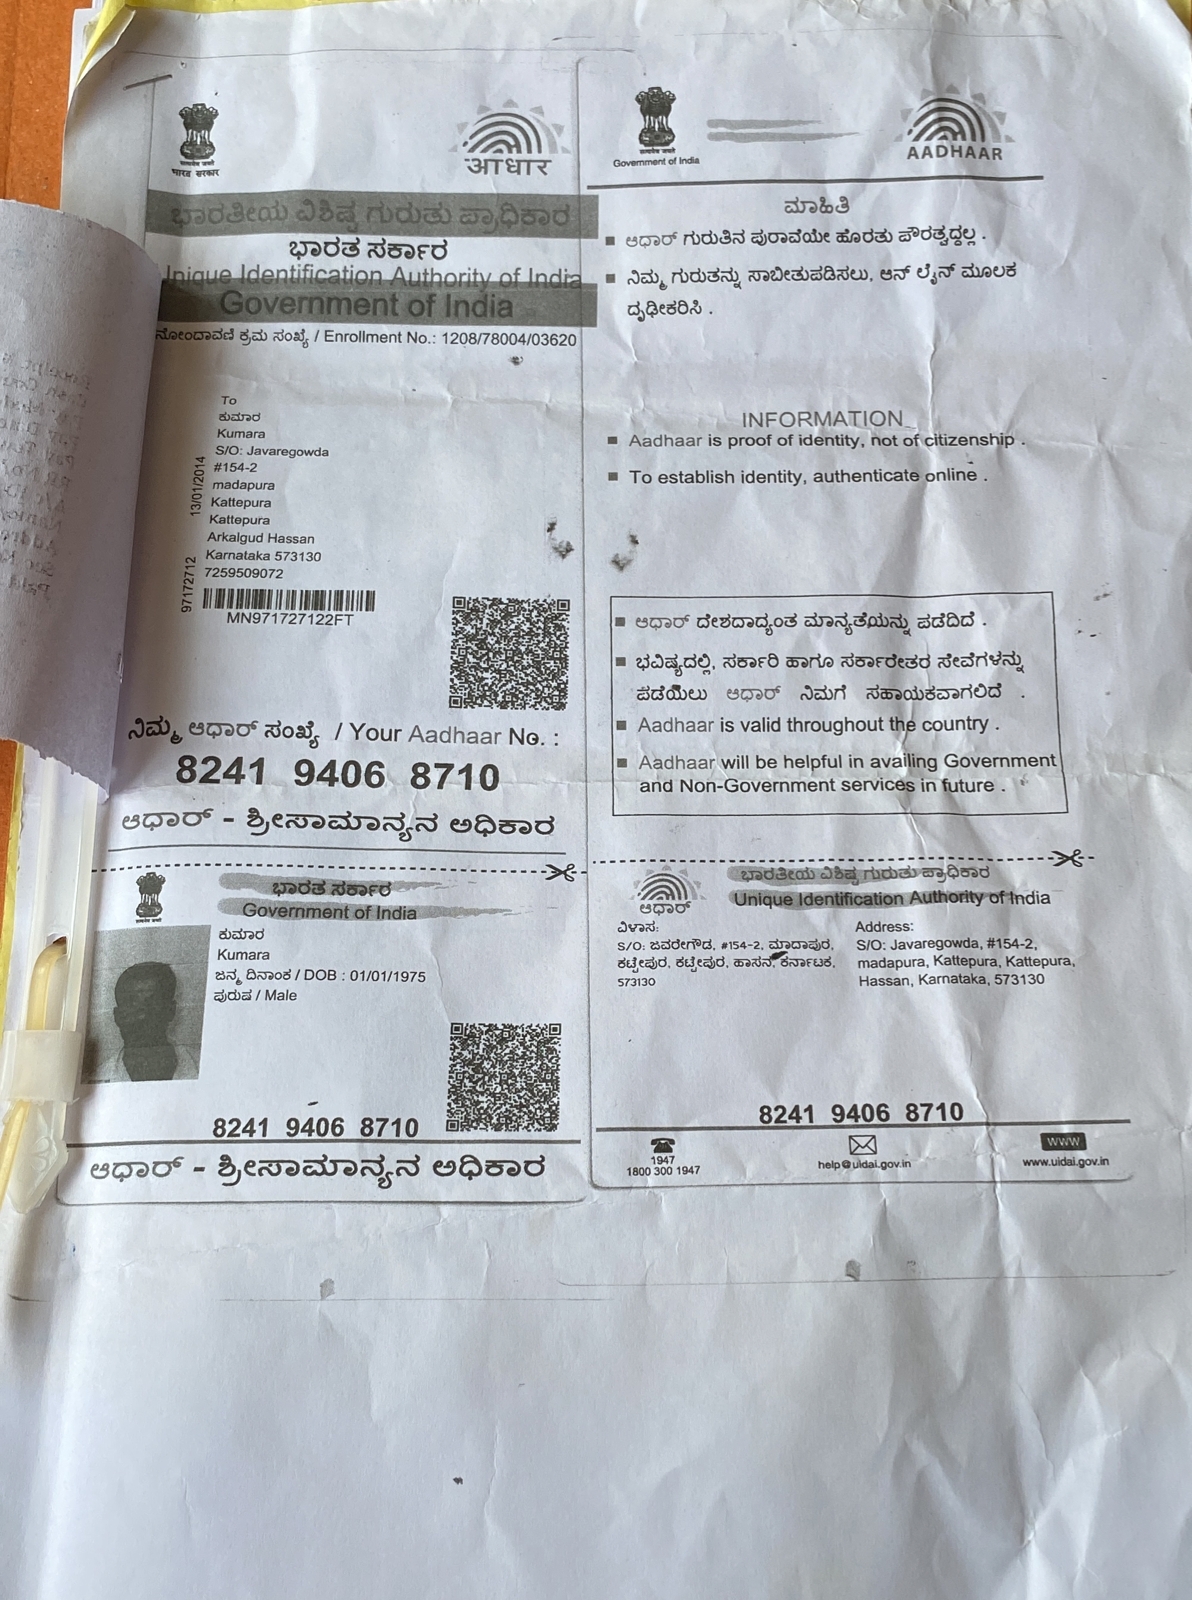 भारत सरकार
आधार
ಭಾರತೀಯ ವಿಶಿಷ್ಟ ಗುರುತು ಪ್ರಾಧಿಕಾರ
ಭಾರತ ಸರ್ಕಾರ
Unique Identification Authority of India
Government of India
ನೋಂದಾವಣಿ ಕ್ರಮ ಸಂಖ್ಯೆ / Enrollment No.: 1208/78004/03620
To
ಕುಮಾರ
Kumara
S/O: Javaregowda
#154-2
madapura
Kattepura
Kattepura
Arkalgud Hassan
Karnataka 573130
7259509072
13/01/2014
97172712
MN971727122FT
ನಿಮ್ಮ ಆಧಾರ್ ಸಂಖ್ಯೆ / Your Aadhaar No. :
8241 9406 8710
ಆಧಾರ್ - ಶ್ರೀಸಾಮಾನ್ಯನ ಅಧಿಕಾರ
Government of India
AADHAAR
ಮಾಹಿತಿ
■ ಆಧಾರ್ ಗುರುತಿನ ಪುರಾವೆಯೇ ಹೊರತು ಪೌರತ್ವದ್ದಲ್ಲ .
■ ನಿಮ್ಮ ಗುರುತನ್ನು ಸಾಬೀತುಪಡಿಸಲು, ಆನ್ ಲೈನ್ ಮೂಲಕ
ದೃಢೀಕರಿಸಿ .
INFORMATION
■ Aadhaar is proof of identity, not of citizenship .
■ To establish identity, authenticate online .
■ ಆಧಾರ್ ದೇಶದಾದ್ಯಂತ ಮಾನ್ಯತೆಯನ್ನು ಪಡೆದಿದೆ .
■ ಭವಿಷ್ಯದಲ್ಲಿ, ಸರ್ಕಾರಿ ಹಾಗೂ ಸರ್ಕಾರೇತರ ಸೇವೆಗಳನ್ನು
ಪಡೆಯಲು ಆಧಾರ್ ನಿಮಗೆ ಸಹಾಯಕವಾಗಲಿದೆ .
■ Aadhaar is valid throughout the country .
■ Aadhaar will be helpful in availing Government
and Non-Government services in future .
ಭಾರತ ಸರ್ಕಾರ
Government of India
ಕುಮಾರ
Kumara
ಜನ್ಮ ದಿನಾಂಕ / DOB : 01/01/1975
ಪುರುಷ / Male
8241 9406 8710
ಆಧಾರ್ - ಶ್ರೀಸಾಮಾನ್ಯನ ಅಧಿಕಾರ
ಆಧಾರ್
ಭಾರತೀಯ ವಿಶಿಷ್ಟ ಗುರುತು ಪ್ರಾಧಿಕಾರ
Unique Identification Authority of India
ವಿಳಾಸ:
S/O: ಜವರೇಗೌಡ, #154-2, ಮಾದಾಪುರ,
ಕಟ್ಟೇಪುರ, ಕಟ್ಟೇಪುರ, ಹಾಸನ, ಕರ್ನಾಟಕ,
573130
Address:
S/O: Javaregowda, #154-2,
madapura, Kattepura, Kattepura,
Hassan, Karnataka, 573130
8241 9406 8710
1947
1800 300 1947
help@uidai.gov.in
www
www.uidai.gov.in